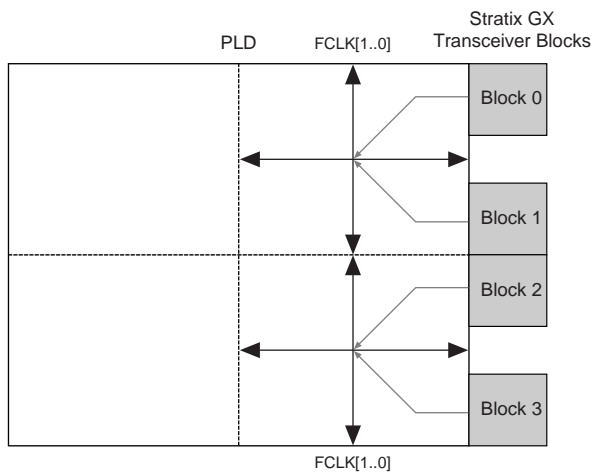 Stratix GX
Transceiver Blocks
PLD
FCLK[1..0]
Block 0
Block 1
Block 2
Block 3
FCLK[1..0]